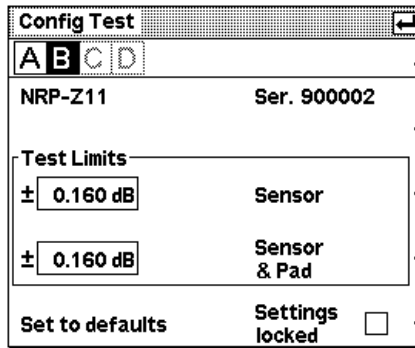 Config Test
A B C D
NRP-Z11 Ser. 900002
Test Limits
± 0.160 dB Sensor
± 0.160 dB Sensor
& Pad
Set to defaults Settings
locked